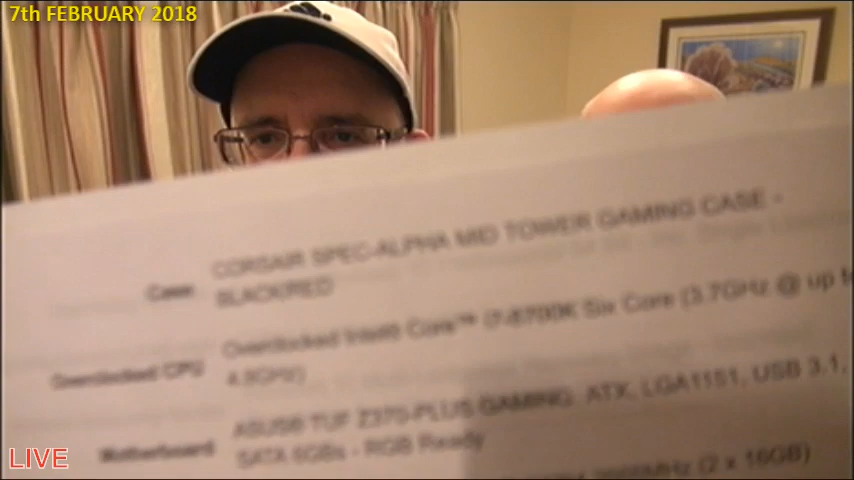 7th FEBRUARY 2018
Case
CORSAIR SPEC-ALPHA MID TOWER GAMING CASE -
BLACK/RED
Overclocked CPU
Overclocked Intel® Core™ i7-8700K Six Core (3.7GHz @ up to
4.8GHz)
Motherboard
ASUS® TUF Z370-PLUS GAMING: ATX, LGA1151, USB 3.1,
SATA 6GBs - RGB Ready
(2 x 16GB)
LIVE